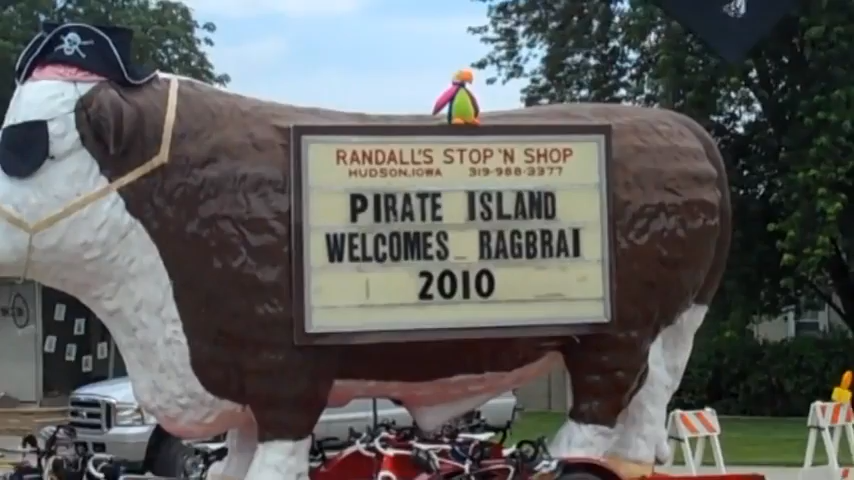 RANDALL'S STOP 'N SHOP
HUDSON, IOWA 319-988-3377
PIRATE ISLAND
WELCOMES RAGBRAI
2010